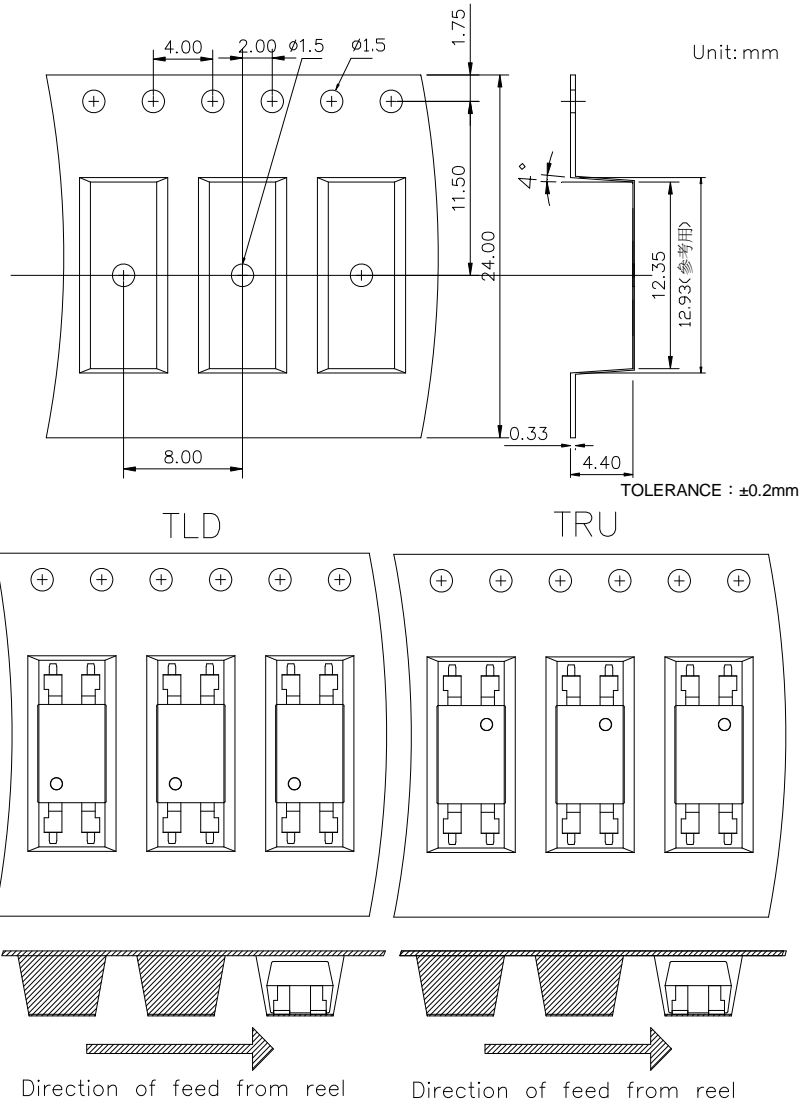 4.00
2.00
ø1.5
ø1.5
1.75
Unit: mm
11.50
24.00
4°
12.35
12.93(参考用)
8.00
0.33
4.40
TOLERANCE：±0.2mm
TLD
TRU
Direction of feed from reel
Direction of feed from reel